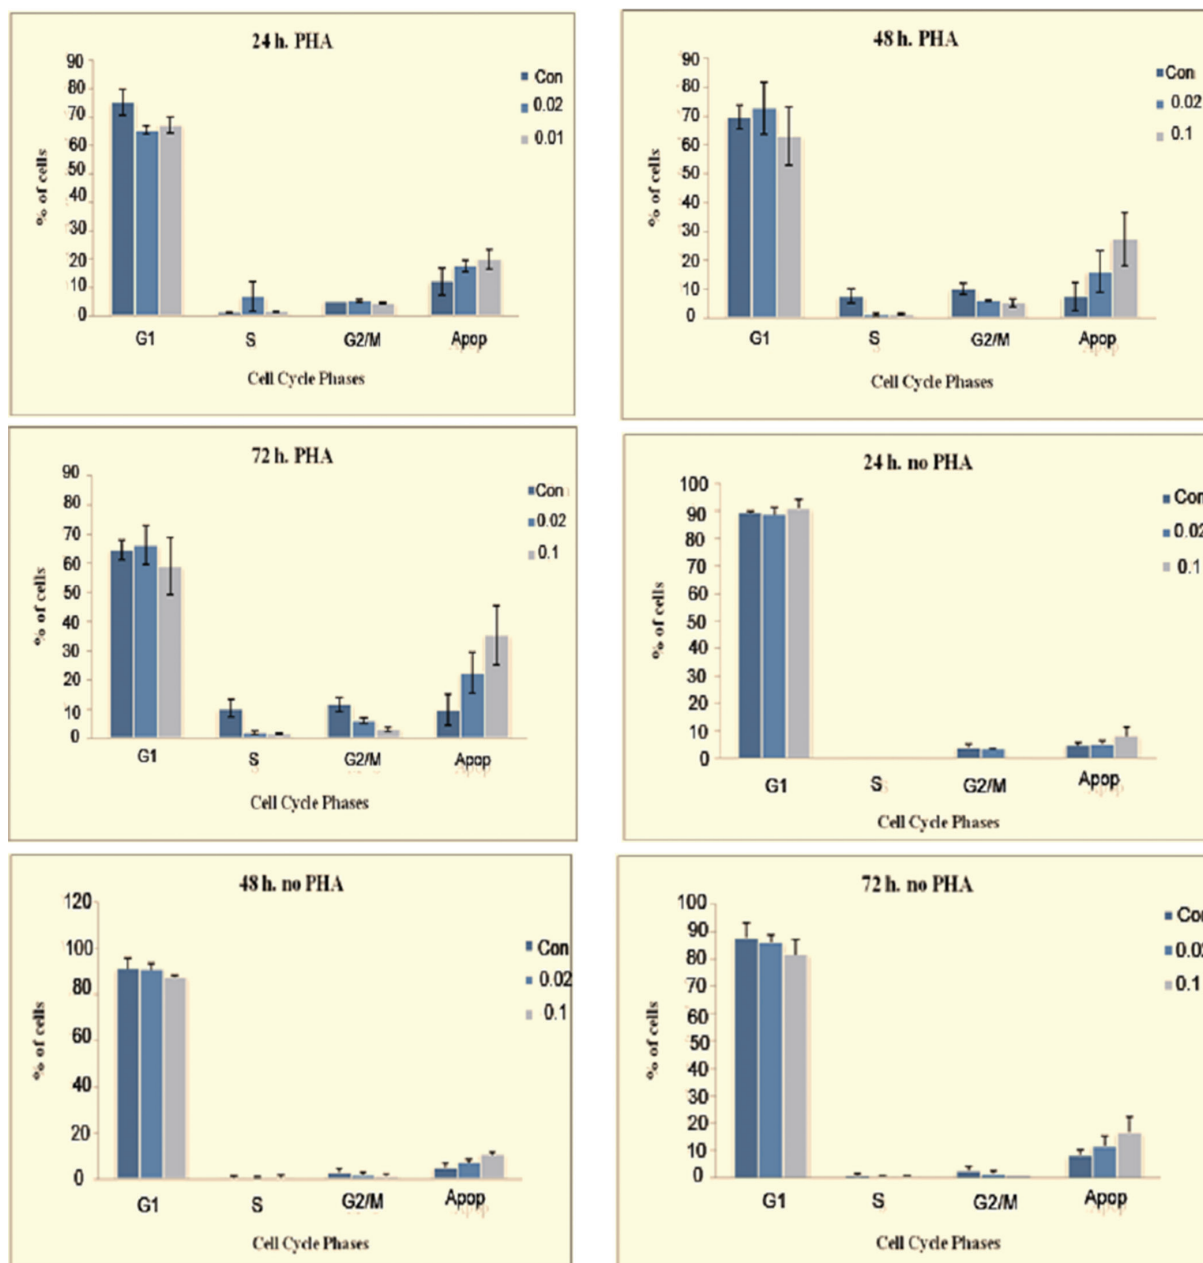 24 h. PHA
90
80
70
60
50
40
30
20
10
0
% of cells
G1
S
G2/M
Apop
Cell Cycle Phases
Con
0.02
0.01
48 h. PHA
90
80
70
60
50
40
30
20
10
0
% of cells
G1
S
G2/M
Apop
Cell Cycle Phases
Con
0.02
0.1
72 h. PHA
90
80
70
60
50
40
30
20
10
0
% of cells
G1
S
G2/M
Apop
Cell Cycle Phases
Con
0.02
0.1
24 h. no PHA
100
90
80
70
60
50
40
30
20
10
0
% of cells
G1
S
G2/M
Apop
Cell Cycle Phases
Con
0.02
0.1
48 h. no PHA
120
100
80
60
40
20
0
% of cells
G1
S
G2/M
Apop
Cell Cycle Phases
Con
0.02
0.1
72 h. no PHA
100
90
80
70
60
50
40
30
20
10
0
% of cells
G1
S
G2/M
Apop
Cell Cycle Phases
Con
0.02
0.1